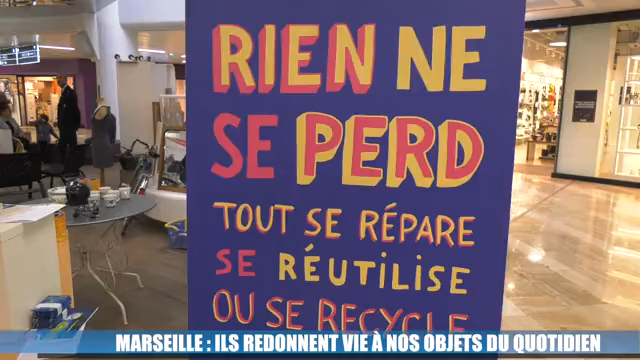 RIEN NE
SE PERD
TOUT SE RÉPARE
SE RÉUTiLiSE
OU SE RECYCLE
MARSEILLE : ILS REDONNENT VIE À NOS OBJETS DU QUOTIDIEN